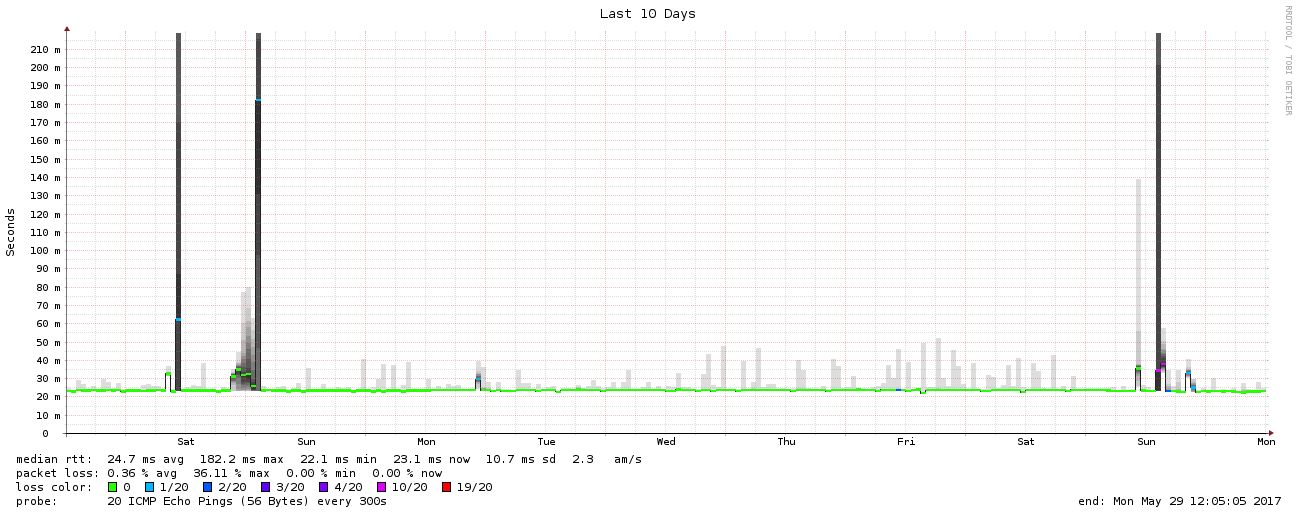 Last 10 Days
RRDTOOL / TOBI OETIKER
Seconds
210 m
200 m
190 m
180 m
170 m
160 m
150 m
140 m
130 m
120 m
110 m
100 m
90 m
80 m
70 m
60 m
50 m
40 m
30 m
20 m
10 m
0
Sat Sun Mon Tue Wed Thu Fri Sat Sun Mon
median rtt: 24.7 ms avg 182.2 ms max 22.1 ms min 23.1 ms now 10.7 ms sd 2.3 am/s
packet loss: 0.36 % avg 36.11 % max 0.00 % min 0.00 % now
loss color: 0 1/20 2/20 3/20 4/20 10/20 19/20
probe: 20 ICMP Echo Pings (56 Bytes) every 300s end: Mon May 29 12:05:05 2017